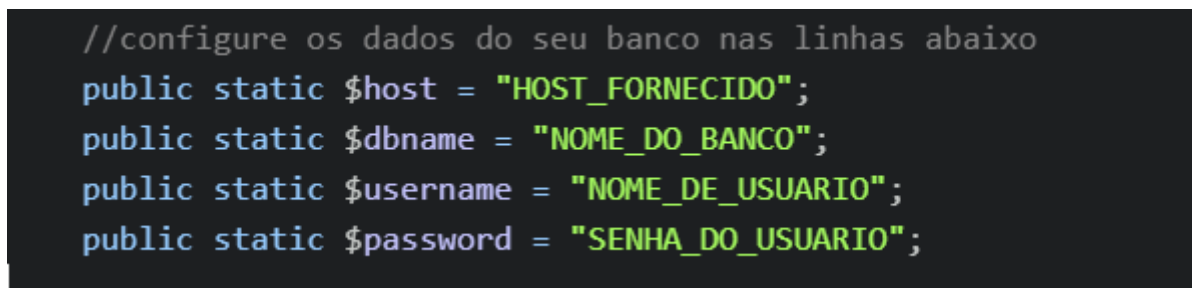 //configure os dados do seu banco nas linhas abaixo
public static $host = "HOST_FORNECIDO";
public static $dbname = "NOME_DO_BANCO";
public static $username = "NOME_DE_USUARIO";
public static $password = "SENHA_DO_USUARIO";